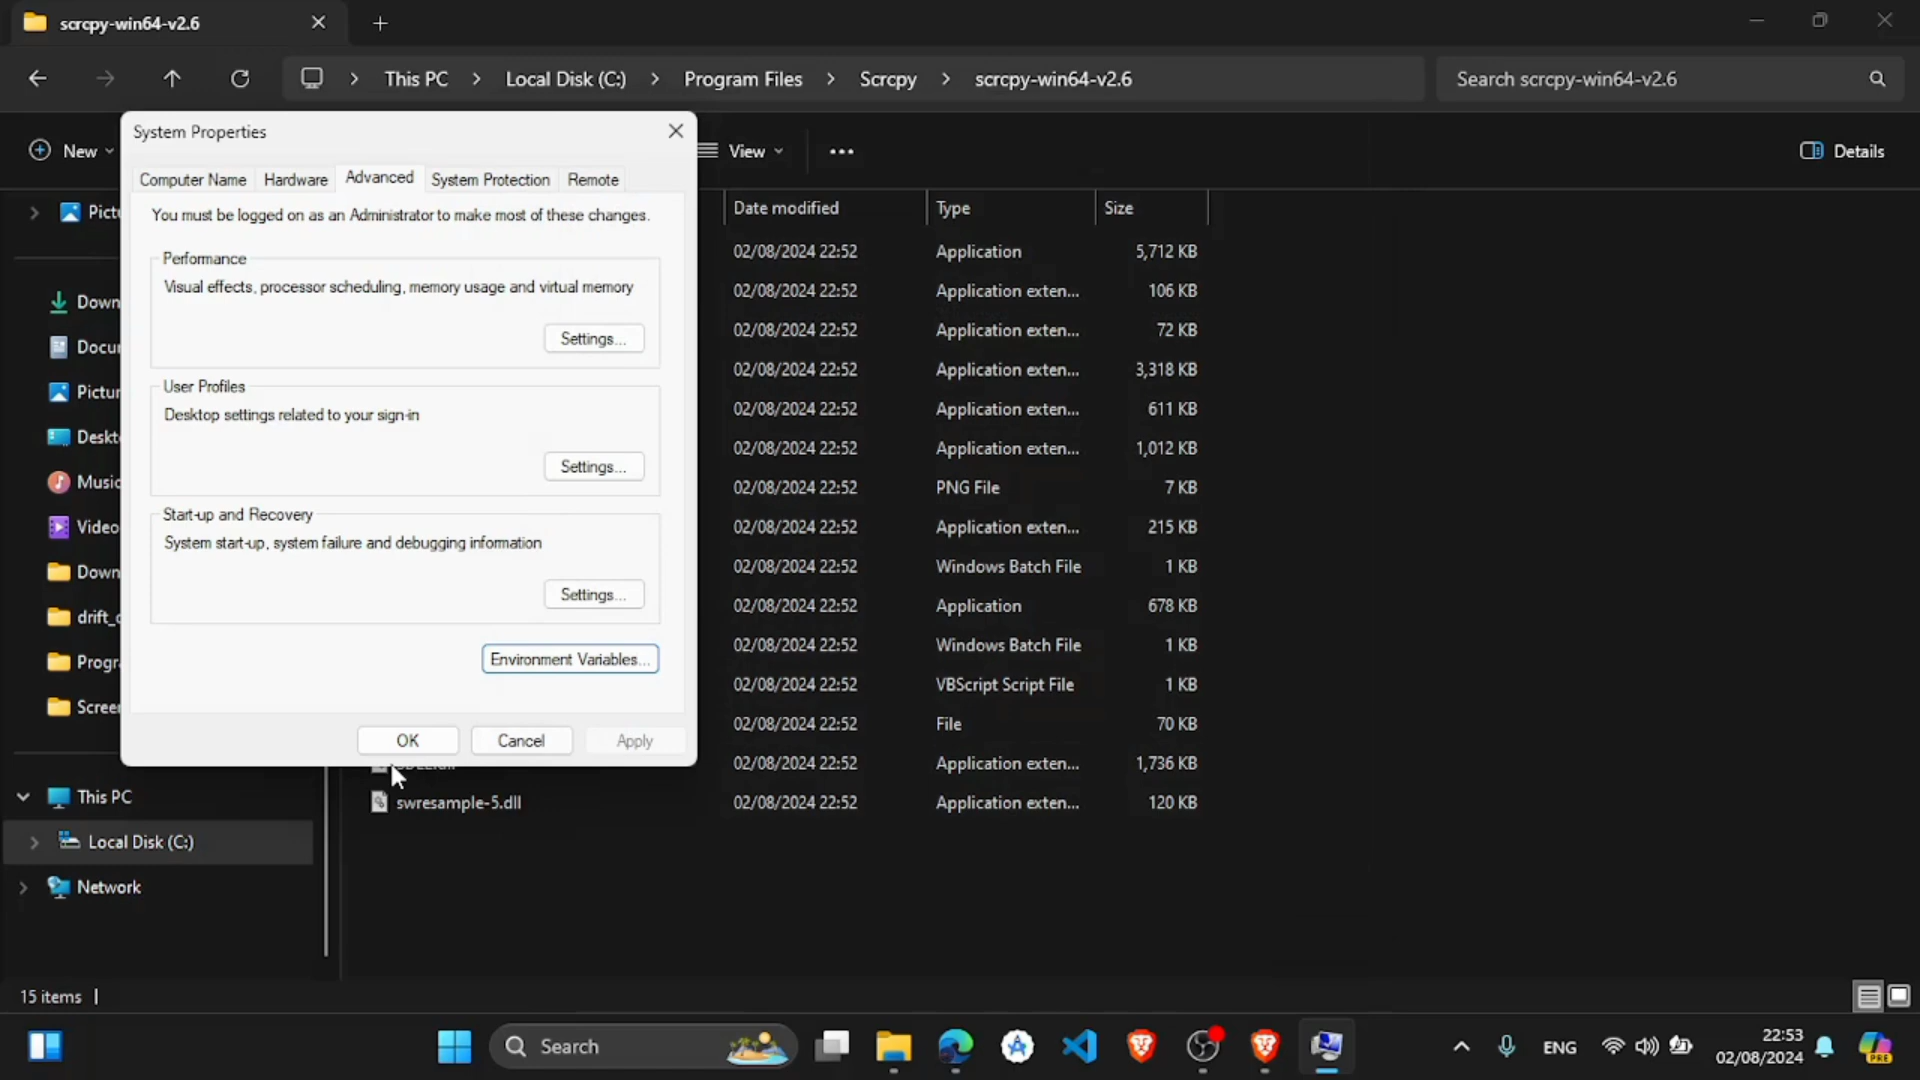 scrcpy-win64-v2.6
This PC
Local Disk (C:)
Program Files
Scrcpy
scrcpy-win64-v2.6
Search scrcpy-win64-v2.6
New
View
Details
System Properties
Computer Name
Hardware
Advanced
System Protection
Remote
You must be logged on as an Administrator to make most of these changes.
Performance
Visual effects, processor scheduling, memory usage and virtual memory
Settings...
User Profiles
Desktop settings related to your sign-in
Settings...
Start-up and Recovery
System start-up, system failure and debugging information
Settings...
Environment Variables...
OK
Cancel
Apply
Pictu
Down
Docur
Pictur
Deskt
Music
Video
Down
drift_
Progr
Screer
This PC
Local Disk (C:)
Network
Date modified Type Size
02/08/2024 22:52 Application 5,712 KB
02/08/2024 22:52 Application exten... 106 KB
02/08/2024 22:52 Application exten... 72 KB
02/08/2024 22:52 Application exten... 3,318 KB
02/08/2024 22:52 Application exten... 611 KB
02/08/2024 22:52 Application exten... 1,012 KB
02/08/2024 22:52 PNG File 7 KB
02/08/2024 22:52 Application exten... 215 KB
02/08/2024 22:52 Windows Batch File 1 KB
02/08/2024 22:52 Application 678 KB
02/08/2024 22:52 Windows Batch File 1 KB
02/08/2024 22:52 VBScript Script File 1 KB
02/08/2024 22:52 File 70 KB
02/08/2024 22:52 Application exten... 1,736 KB
swresample-5.dll 02/08/2024 22:52 Application exten... 120 KB
15 items
Search
ENG
22:53
02/08/2024
PRE